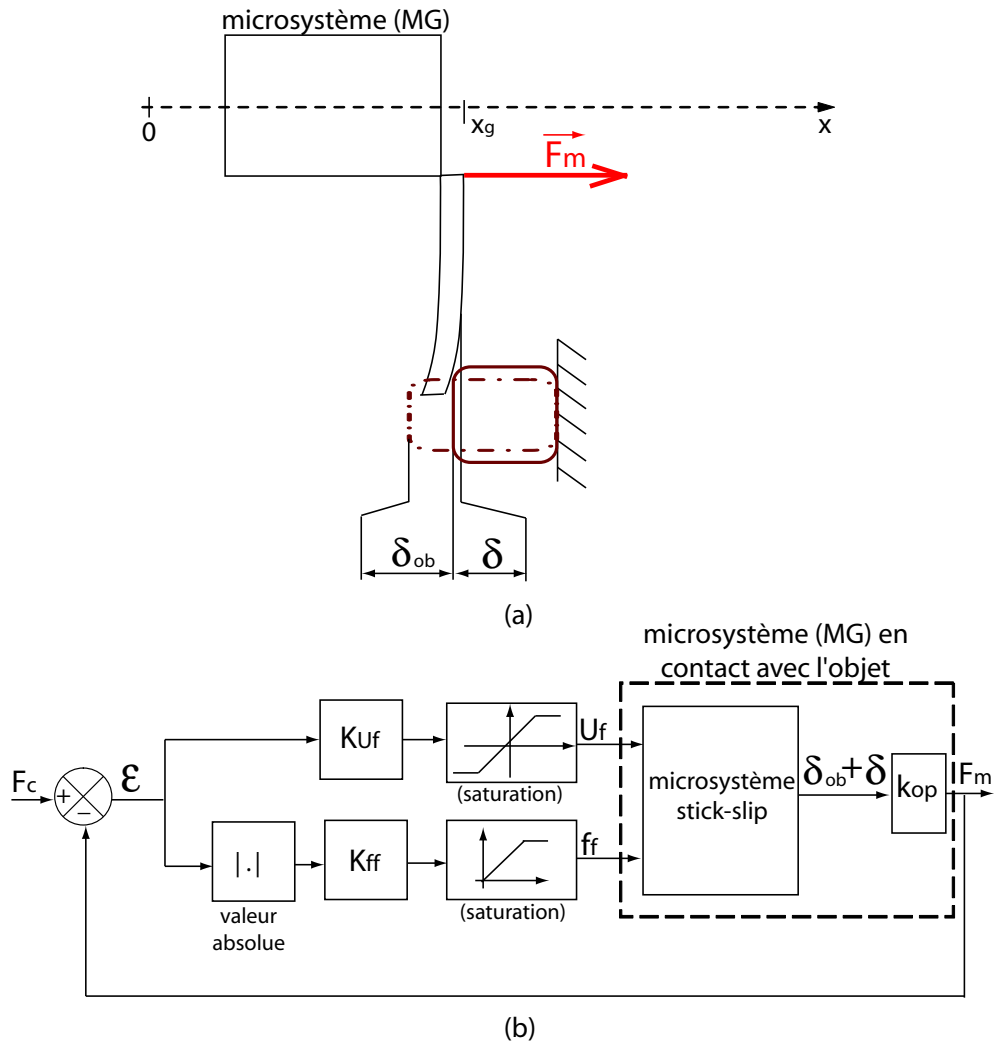 microsystème (MG)
0
xg
x
Fm
δob
δ
(a)
microsystème (MG) en
contact avec l'objet
KUf
Uf
(saturation)
Fc
+
−
ε
microsystème
stick-slip
δob+δ
kop
Fm
|.|
Kff
ff
(saturation)
valeur
absolue
(b)